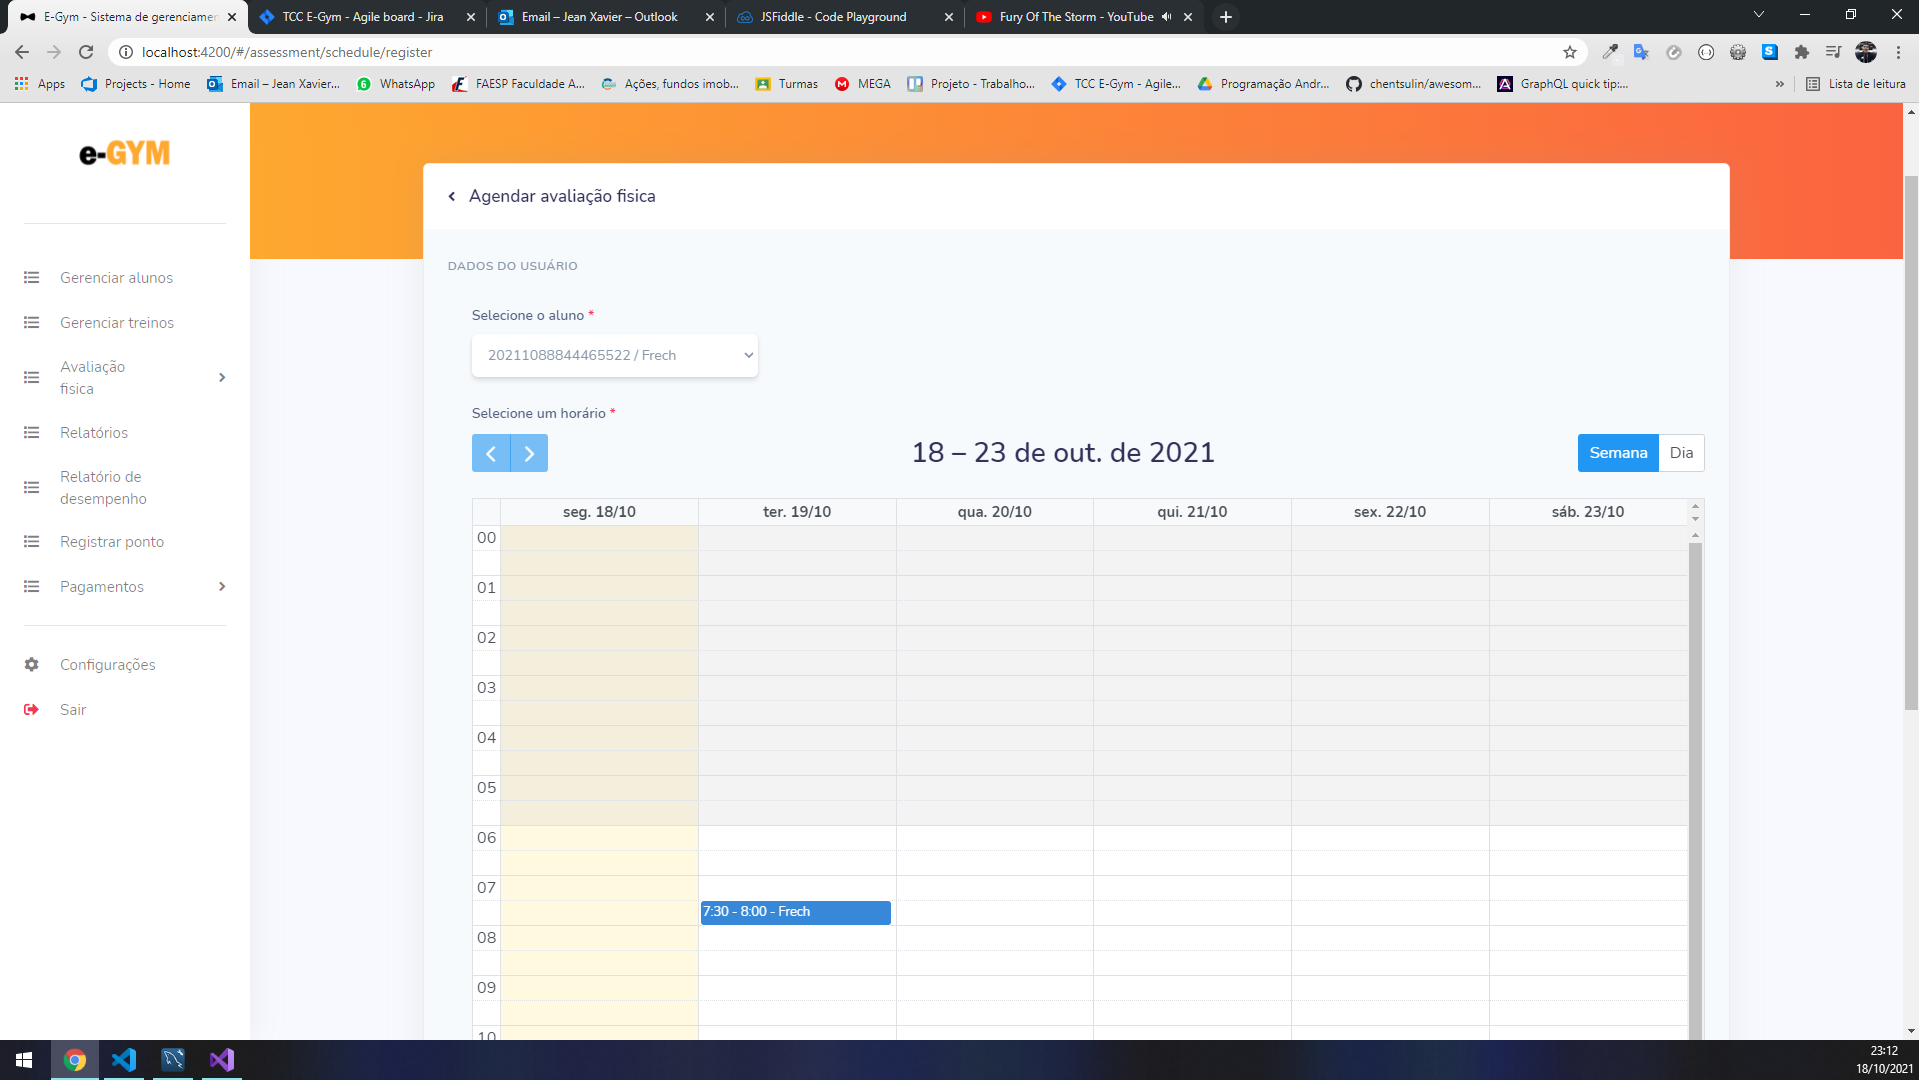 E-Gym - Sistema de gerenciamen
TCC E-Gym - Agile board - Jira
Email – Jean Xavier – Outlook
JSFiddle - Code Playground
Fury Of The Storm - YouTube
localhost:4200/#/assessment/schedule/register
Apps
Projects - Home
Email – Jean Xavier...
6
WhatsApp
FAESP Faculdade A...
Ações, fundos imob...
Turmas
M
MEGA
Projeto - Trabalho...
TCC E-Gym - Agile...
Programação Andr...
chentsulin/awesom...
GraphQL quick tip:...
»
Lista de leitura
e-GYM
Gerenciar alunos
Gerenciar treinos
Avaliação
fisica
Relatórios
Relatório de
desempenho
Registrar ponto
Pagamentos
Configurações
Sair
Agendar avaliação fisica
DADOS DO USUÁRIO
Selecione o aluno *
20211088844465522 / Frech
Selecione um horário *
18 – 23 de out. de 2021
Semana
Dia
seg. 18/10
ter. 19/10
qua. 20/10
qui. 21/10
sex. 22/10
sáb. 23/10
00
01
02
03
04
05
06
07
7:30 - 8:00 - Frech
08
09
10
23:12
18/10/2021